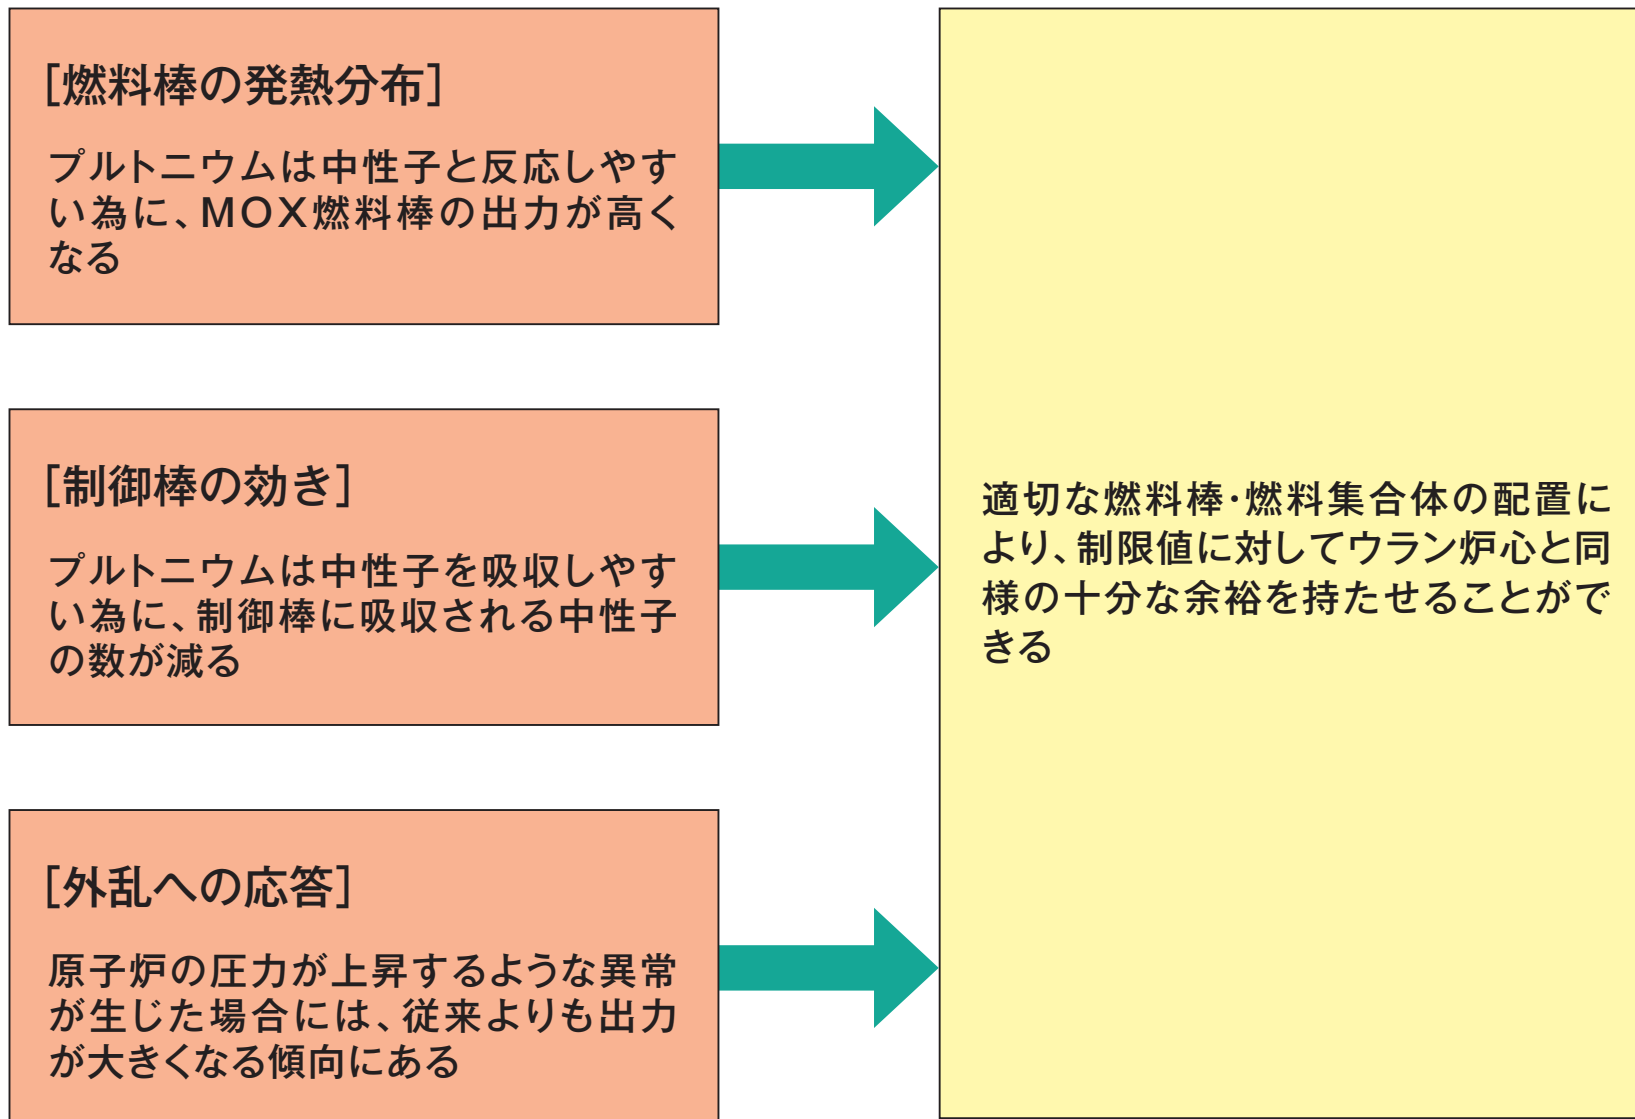 [燃料棒の発熱分布]
プルトニウムは中性子と反応しやす
い為に、MOX燃料棒の出力が高く
なる
[制御棒の効き]
プルトニウムは中性子を吸収しやす
い為に、制御棒に吸収される中性子
の数が減る
[外乱への応答]
原子炉の圧力が上昇するような異常
が生じた場合には、従来よりも出力
が大きくなる傾向にある
適切な燃料棒・燃料集合体の配置に
より、制限値に対してウラン炉心と同
様の十分な余裕を持たせることがで
きる